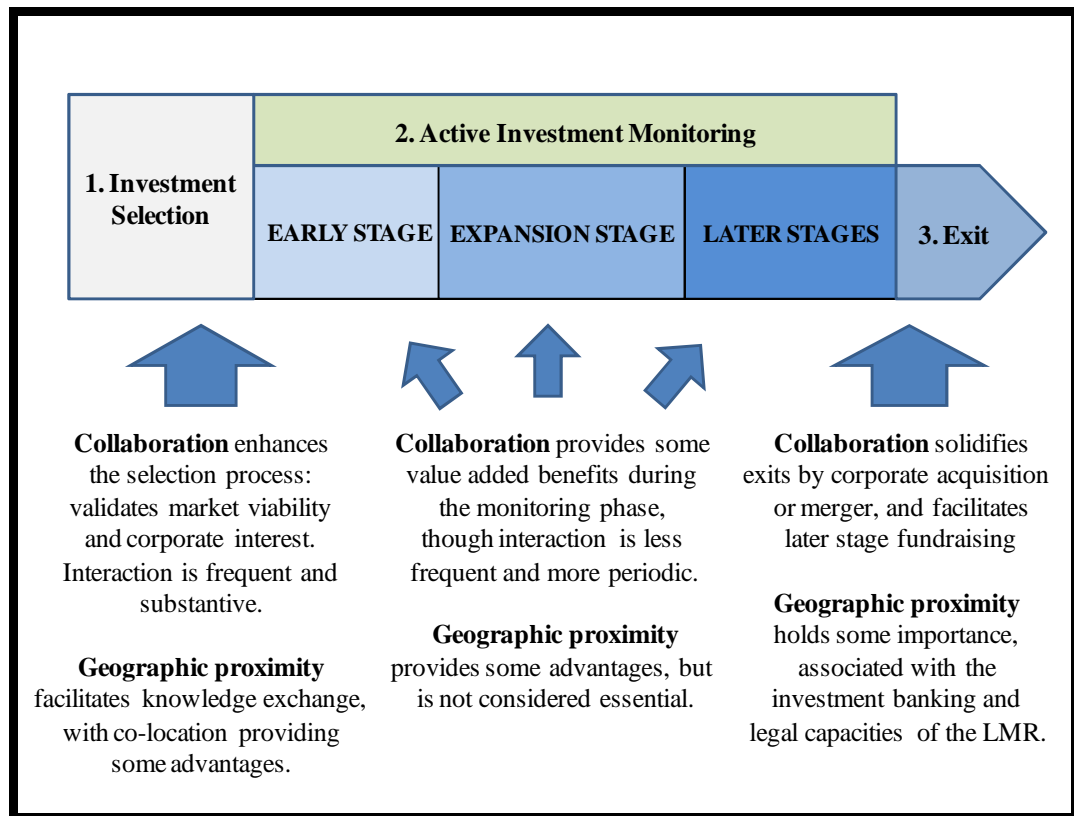 2. Active Investment Monitoring
1. Investment
Selection
EARLY STAGE
EXPANSION STAGE
LATER STAGES
3. Exit
Collaboration enhances
the selection process:
validates market viability
and corporate interest.
Interaction is frequent and
substantive.
Geographic proximity
facilitates knowledge exchange,
with co-location providing
some advantages.
Collaboration provides some
value added benefits during
the monitoring phase,
though interaction is less
frequent and more periodic.
Geographic proximity
provides some advantages, but
is not considered essential.
Collaboration solidifies
exits by corporate acquisition
or merger, and facilitates
later stage fundraising
Geographic proximity
holds some importance,
associated with the
investment banking and
legal capacities of the LMR.